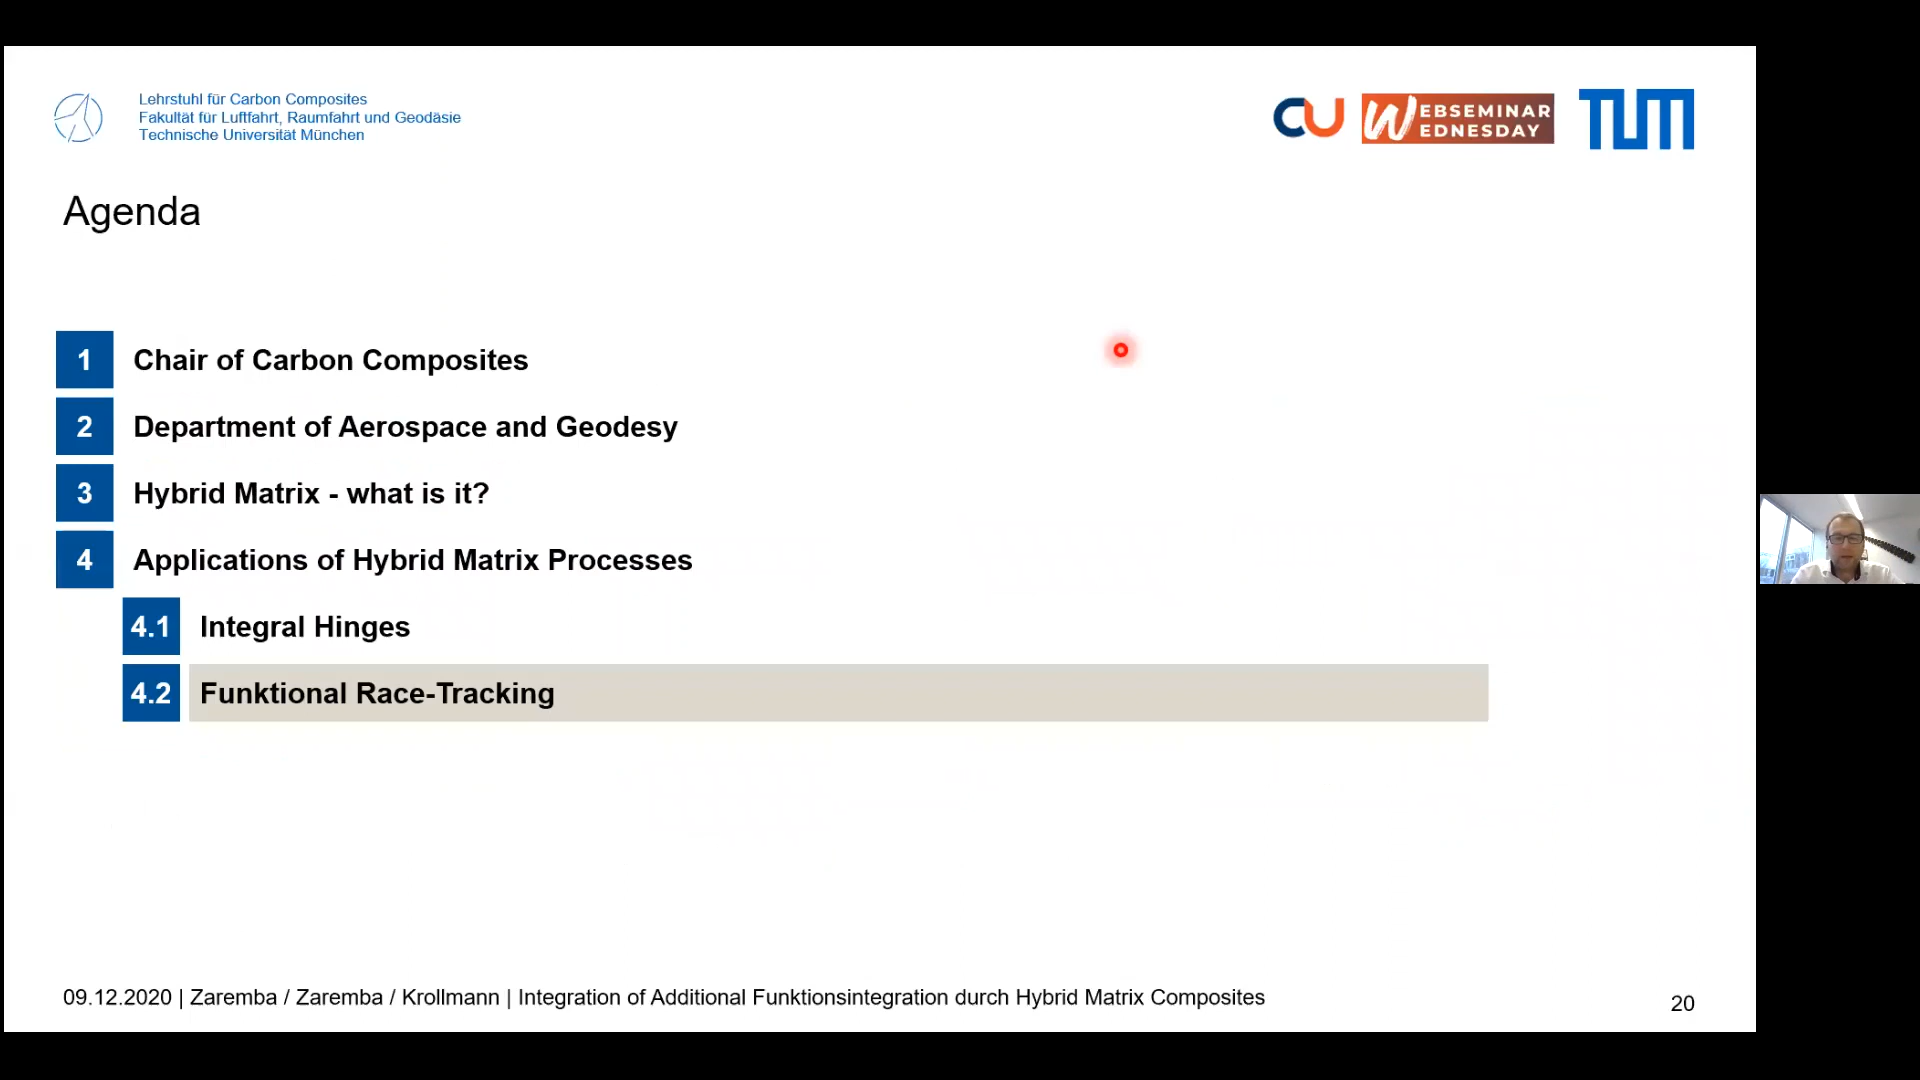 Lehrstuhl für Carbon Composites
Fakultät für Luftfahrt, Raumfahrt und Geodäsie
Technische Universität München
CU WEBSEMINAR
WEDNESDAY
TUM
Agenda
1 Chair of Carbon Composites
2 Department of Aerospace and Geodesy
3 Hybrid Matrix - what is it?
4 Applications of Hybrid Matrix Processes
4.1 Integral Hinges
4.2 Funktional Race-Tracking
09.12.2020 | Zaremba / Zaremba / Krollmann | Integration of Additional Funktionsintegration durch Hybrid Matrix Composites
20